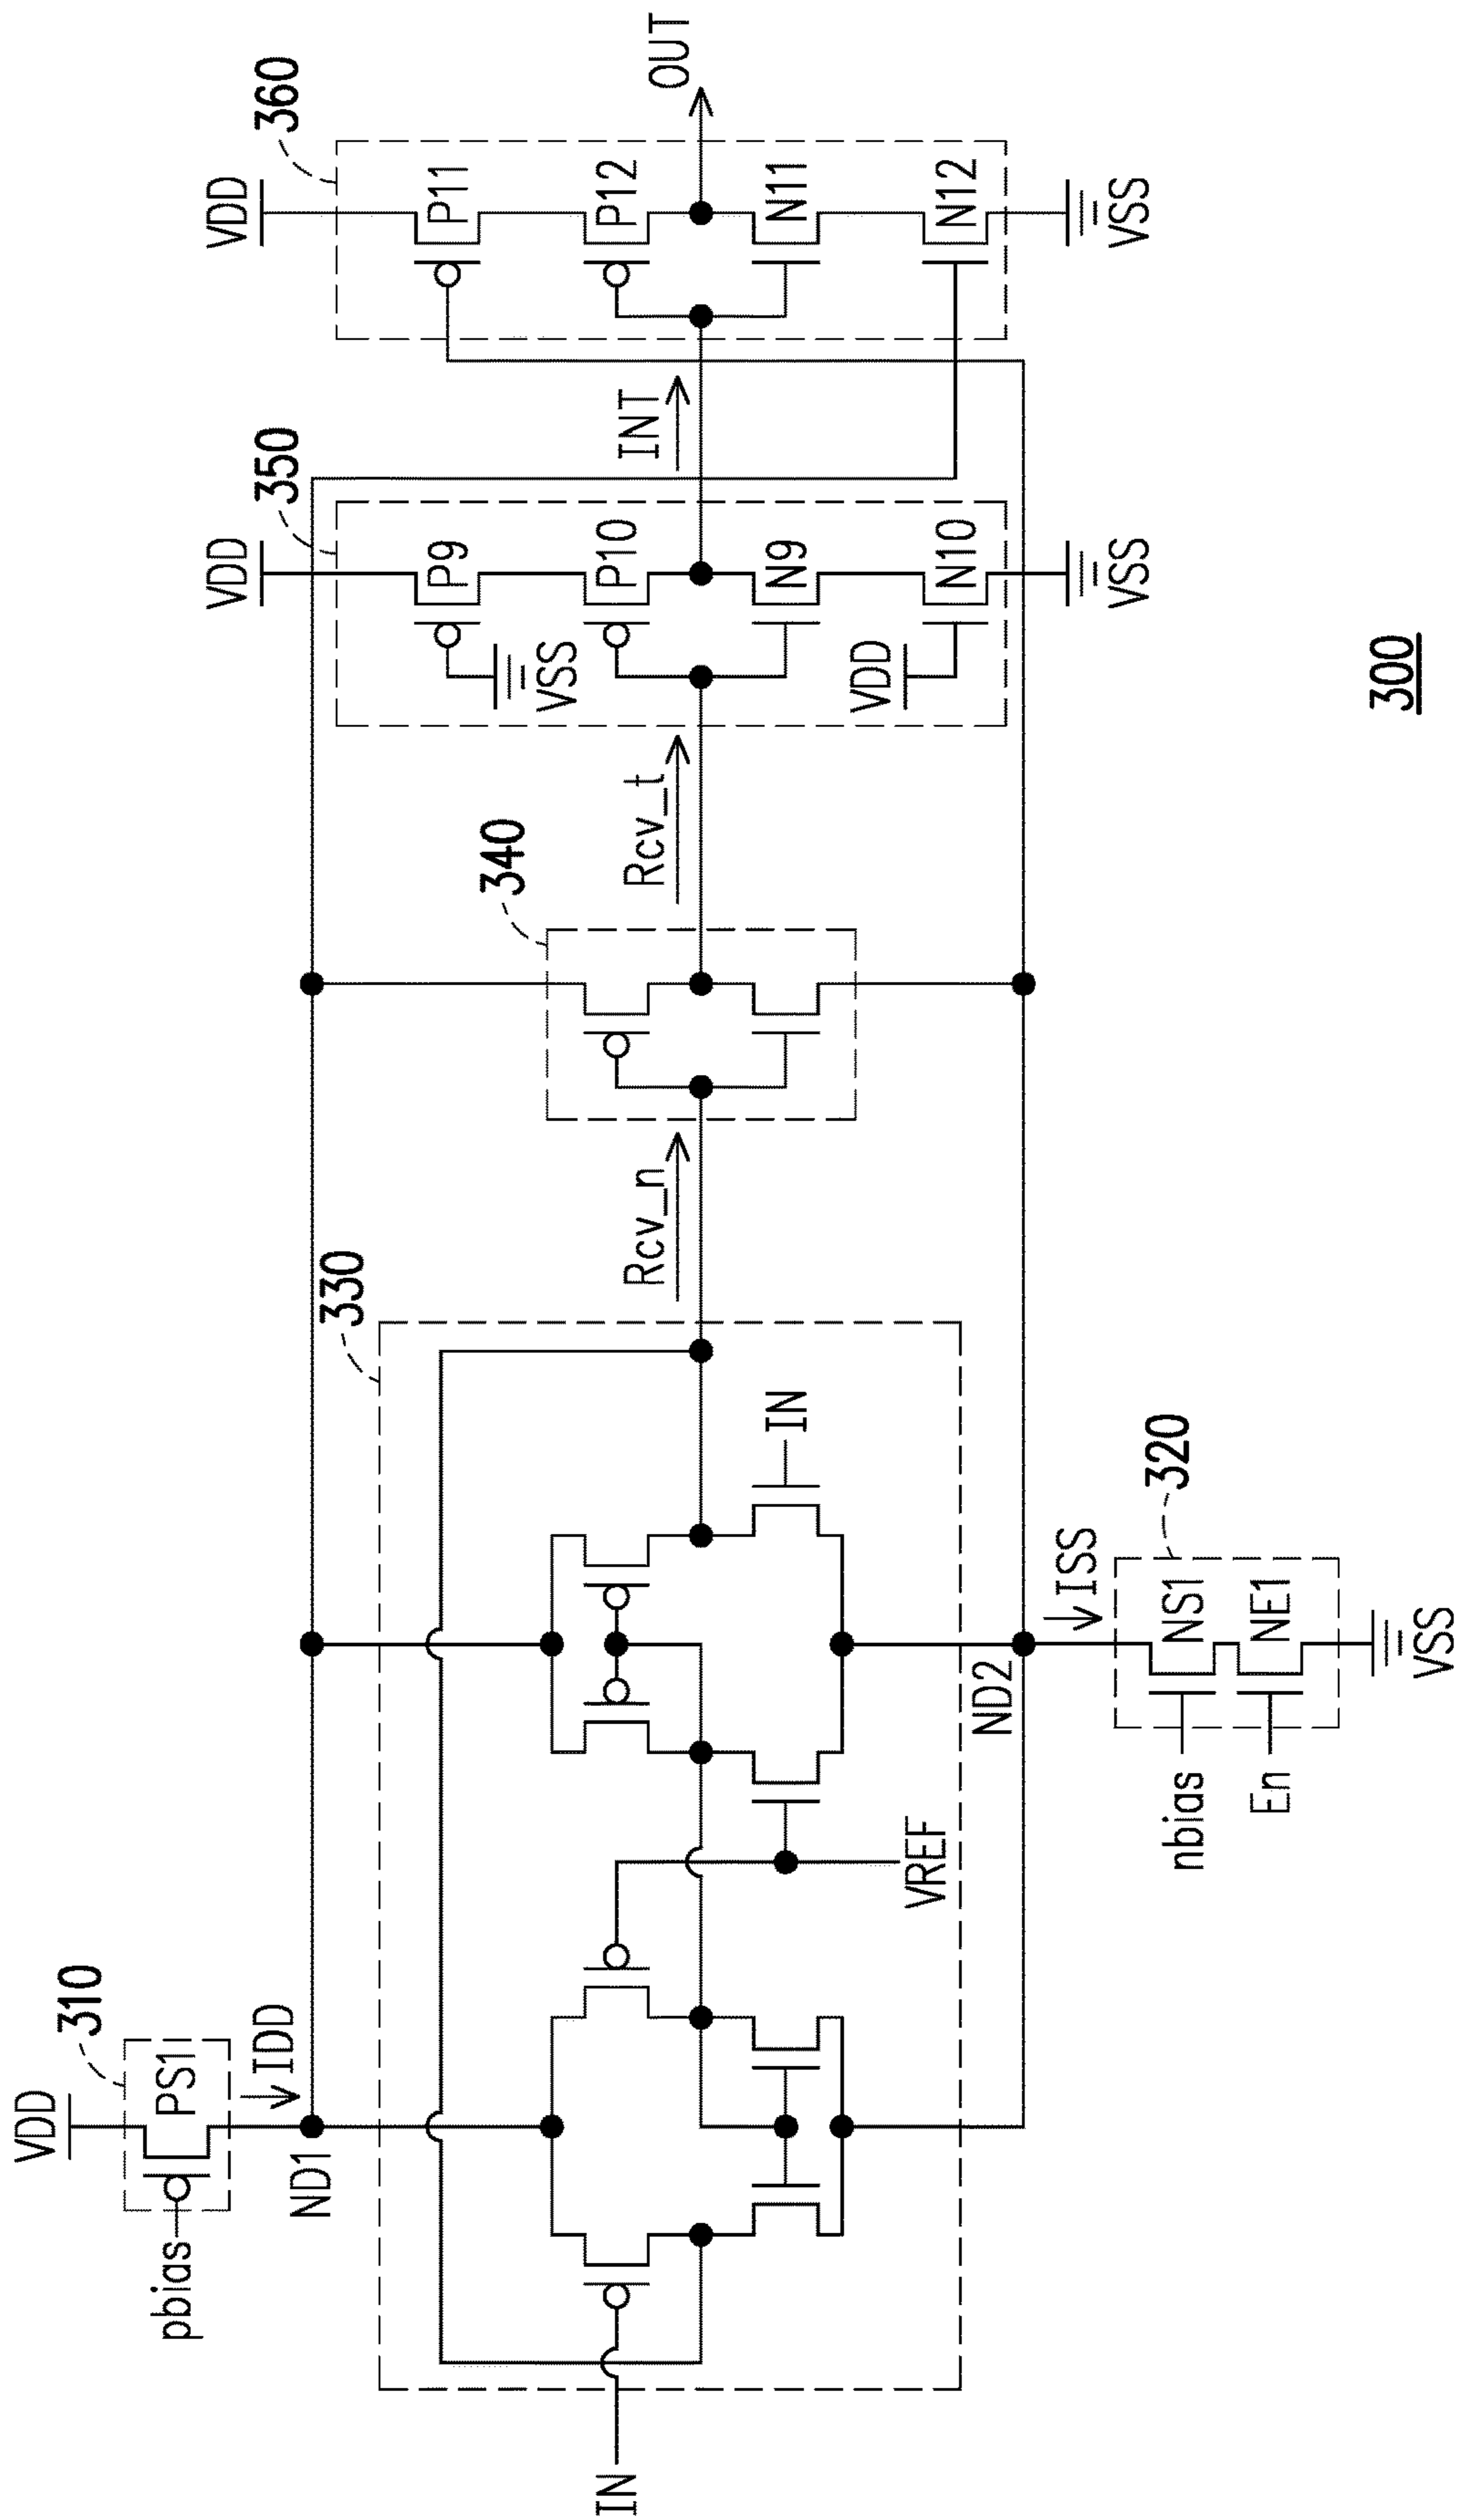 VDD
310
PS1
pbias
IDD
ND1
IN
330
VREF
IN
ND2
ISS
320
NS1
nbias
NE1
En
VSS
Rcv_n
340
Rcv_t
350
VDD
P9
VSS
P10
N9
VDD
N10
VSS
INT
360
VDD
P11
P12
N11
N12
VSS
OUT
300